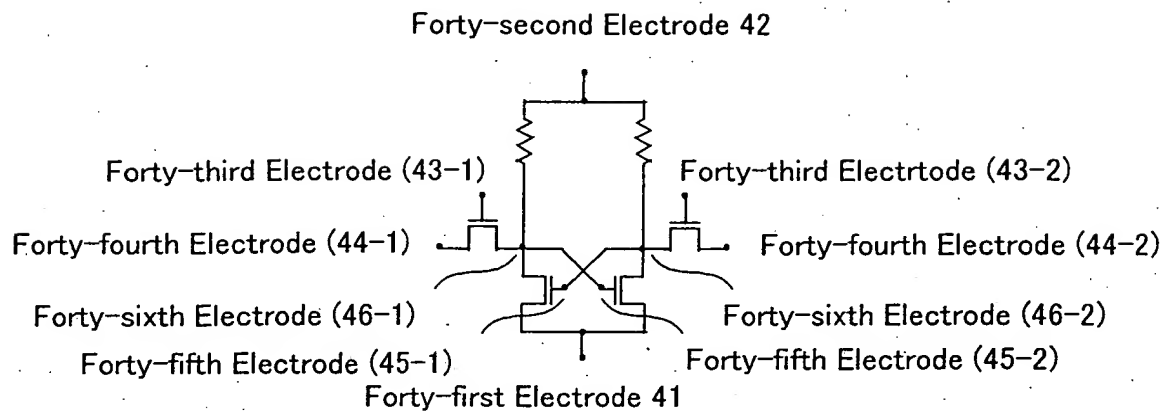 Forty-second Electrode 42
Forty-third Electrode (43-1)
Forty-third Electrtode (43-2)
Forty-fourth Electrode (44-1)
Forty-fourth Electrode (44-2)
Forty-sixth Electrode (46-1)
Forty-sixth Electrode (46-2)
Forty-fifth Electrode (45-1)
Forty-fifth Electrode (45-2)
Forty-first Electrode 41